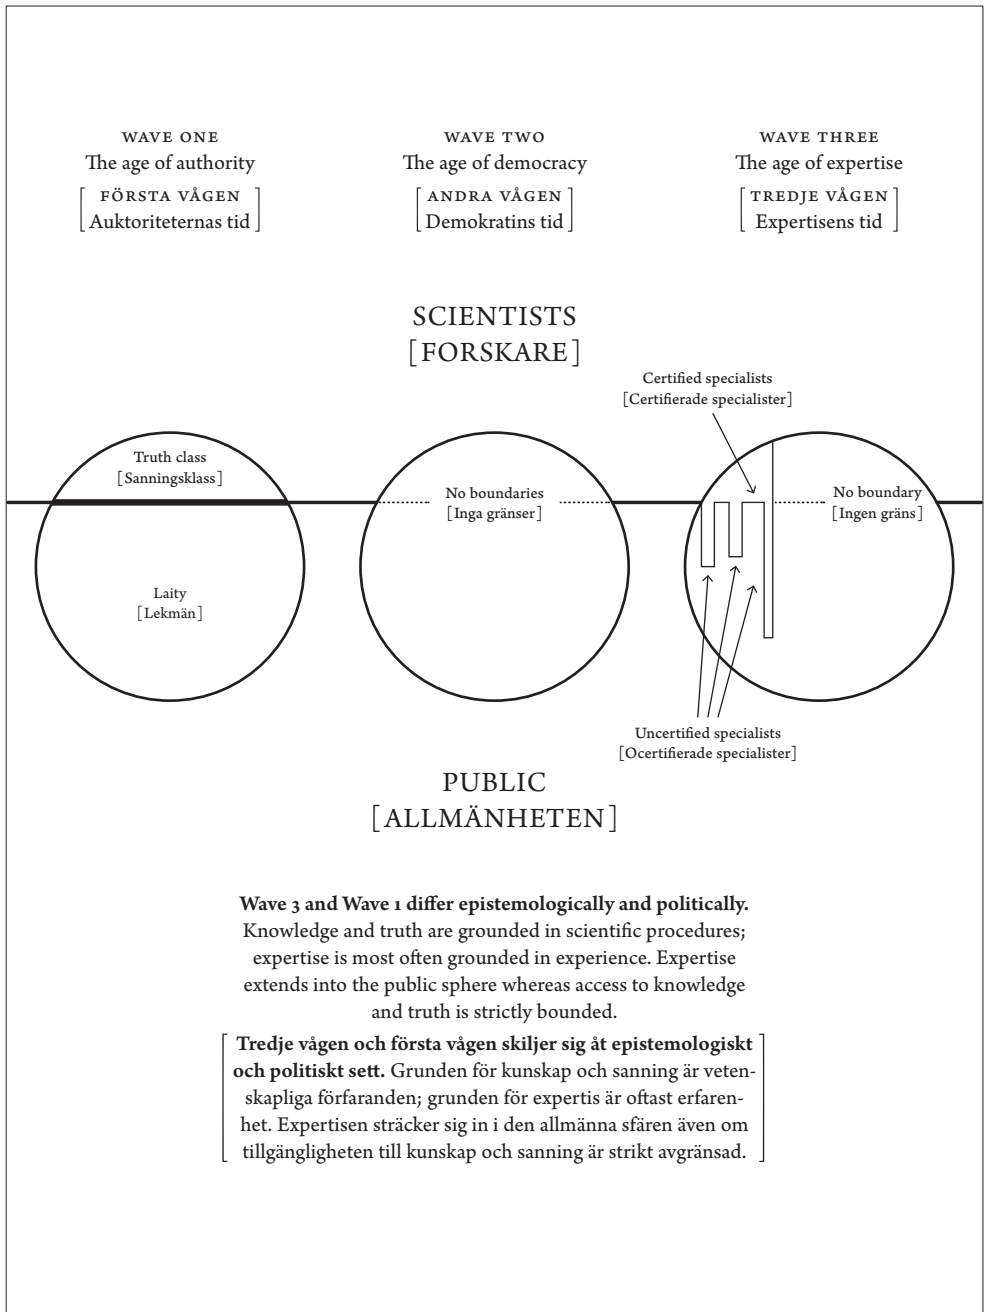 WAVE ONE
The age of authority
[FÖRSTA VÅGEN
Auktoriteternas tid]
WAVE TWO
The age of democracy
[ANDRA VÅGEN
Demokratins tid]
WAVE THREE
The age of expertise
[TREDJE VÅGEN
Expertisens tid]
SCIENTISTS
[FORSKARE]
Certified specialists
[Certifierade specialister]
Truth class
[Sanningsklass]
Laity
[Lekmän]
No boundaries
[Inga gränser]
No boundary
[Ingen gräns]
Uncertified specialists
[Ocertifierade specialister]
PUBLIC
[ALLMÄNHETEN]
Wave 3 and Wave 1 differ epistemologically and politically.
Knowledge and truth are grounded in scientific procedures;
expertise is most often grounded in experience. Expertise
extends into the public sphere whereas access to knowledge
and truth is strictly bounded.
[Tredje vågen och första vågen skiljer sig åt epistemologiskt
och politiskt sett. Grunden för kunskap och sanning är veten-
skapliga förfaranden; grunden för expertis är oftast erfaren-
het. Expertisen sträcker sig in i den allmänna sfären även om
tillgängligheten till kunskap och sanning är strikt avgränsad.]